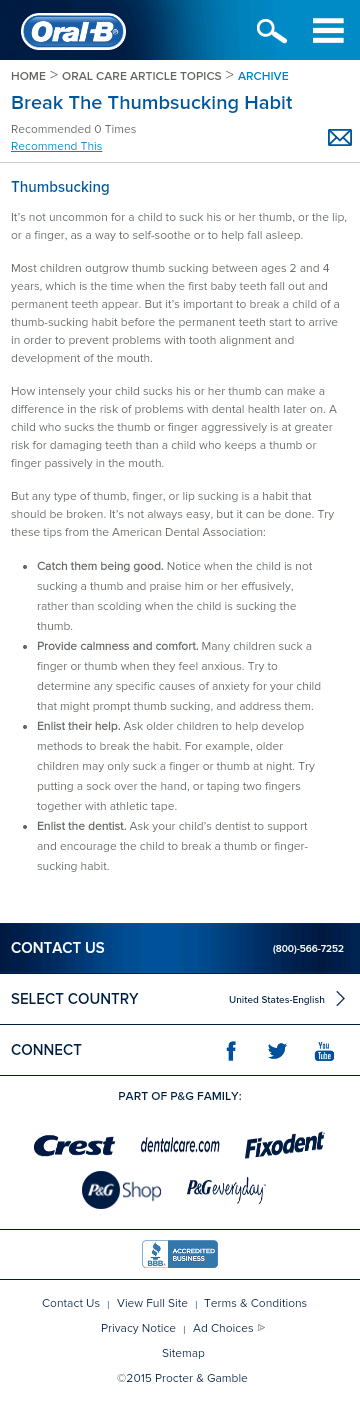 Oral-B
HOME > ORAL CARE ARTICLE TOPICS > ARCHIVE
Break The Thumbsucking Habit
Recommended 0 Times
Recommend This
Thumbsucking
It's not uncommon for a child to suck his or her thumb, or the lip,
or a finger, as a way to self-soothe or to help fall asleep.
Most children outgrow thumb sucking between ages 2 and 4
years, which is the time when the first baby teeth fall out and
permanent teeth appear. But it's important to break a child of a
thumb-sucking habit before the permanent teeth start to arrive
in order to prevent problems with tooth alignment and
development of the mouth.
How intensely your child sucks his or her thumb can make a
difference in the risk of problems with dental health later on. A
child who sucks the thumb or finger aggressively is at greater
risk for damaging teeth than a child who keeps a thumb or
finger passively in the mouth.
But any type of thumb, finger, or lip sucking is a habit that
should be broken. It's not always easy, but it can be done. Try
these tips from the American Dental Association:
• Catch them being good. Notice when the child is not
sucking a thumb and praise him or her effusively,
rather than scolding when the child is sucking the
thumb.
• Provide calmness and comfort. Many children suck a
finger or thumb when they feel anxious. Try to
determine any specific causes of anxiety for your child
that might prompt thumb sucking, and address them.
• Enlist their help. Ask older children to help develop
methods to break the habit. For example, older
children may only suck a finger or thumb at night. Try
putting a sock over the hand, or taping two fingers
together with athletic tape.
• Enlist the dentist. Ask your child's dentist to support
and encourage the child to break a thumb or finger-
sucking habit.
CONTACT US (800)-566-7252
SELECT COUNTRY United States-English
CONNECT You Tube
PART OF P&G FAMILY:
Crest dentalcare.com Fixodent
P&G Shop P&G everyday
BBB ACCREDITED BUSINESS
Contact Us | View Full Site | Terms & Conditions
Privacy Notice | Ad Choices
Sitemap
©2015 Procter & Gamble